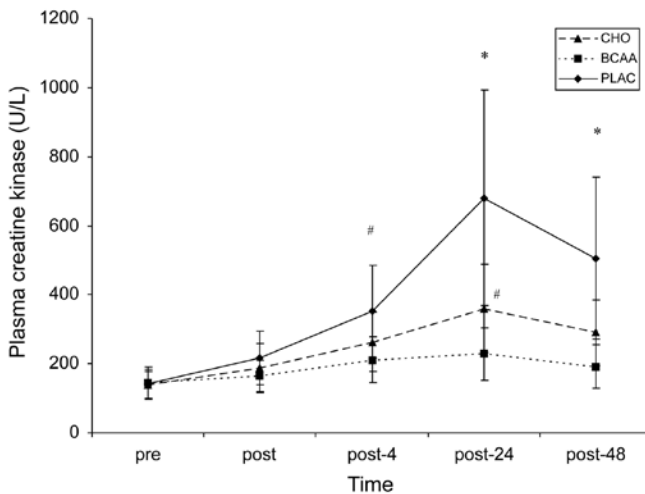 1200
1000
800
600
400
200
0
Plasma creatine kinase (U/L)
CHO
BCAA
PLAC
*
*
#
#
pre post post-4 post-24 post-48
Time